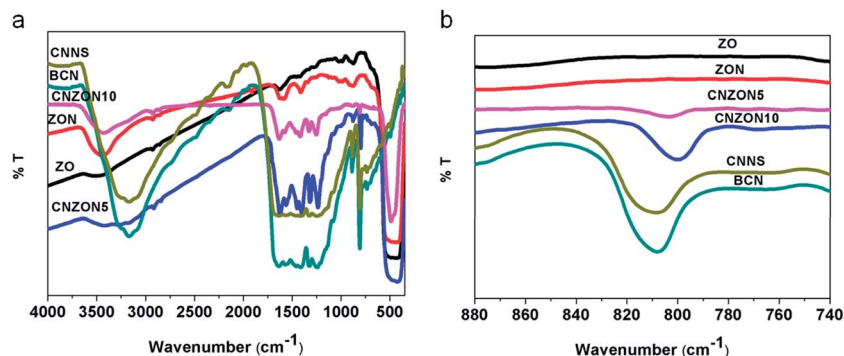 a
CNNS
BCN
CNZON10
ZON
ZO
CNZON5
% T
4000 3500 3000 2500 2000 1500 1000 500
Wavenumber (cm-1)
b
ZO
ZON
CNZON5
CNZON10
CNNS
BCN
% T
880 860 840 820 800 780 760 740
Wavenumber (cm-1)